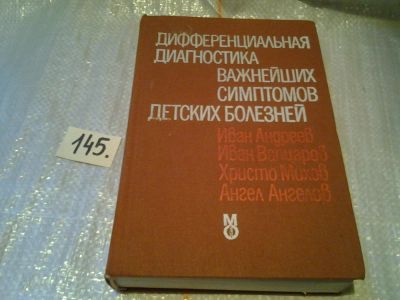 ДИФФЕРЕНЦИАЛЬНАЯ
ДИАГНОСТИКА
ВАЖНЕЙШИХ
СИМПТОМОВ
ДЕТСКИХ БОЛЕЗНЕЙ
Иван Андреев
Иван Вапцаров
Христо Михов
Ангел Ангелов
145.